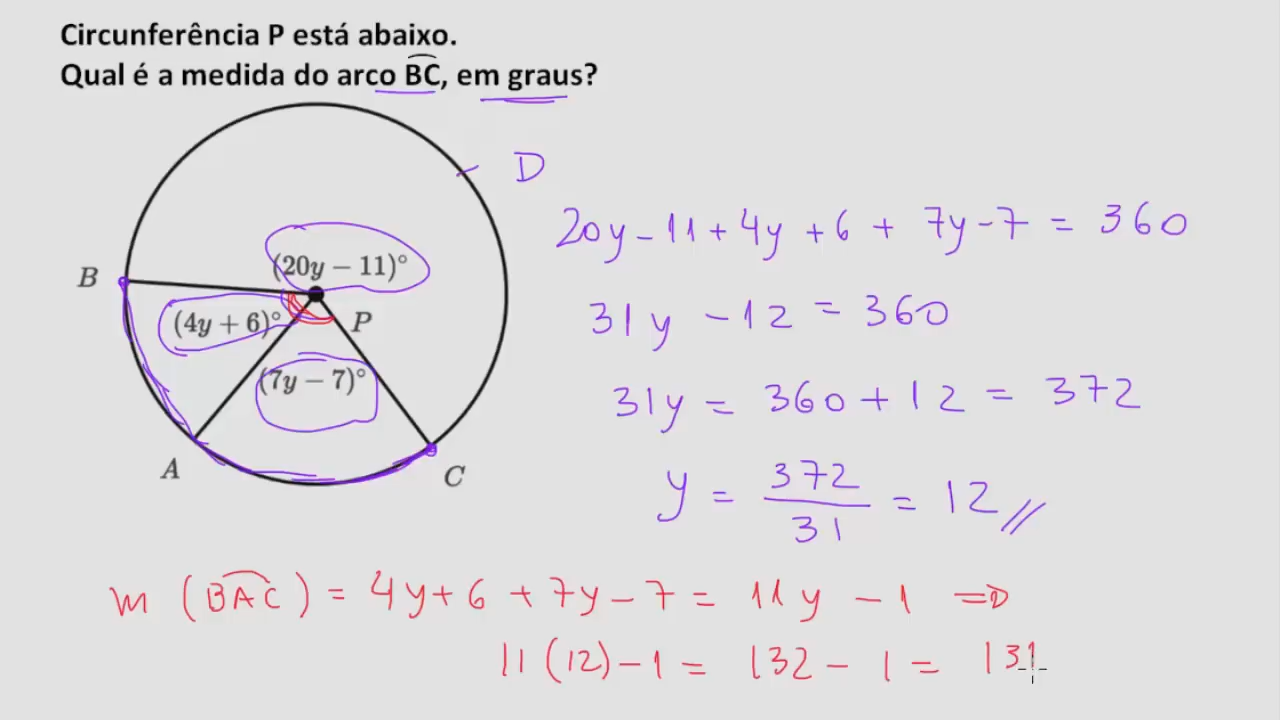 Circunferência P está abaixo.
Qual é a medida do arco BC, em graus?
D
20y - 11 + 4y + 6 + 7y - 7 = 360
(20y − 11)°
B
(4y + 6)°
P
31y - 12 = 360
(7y − 7)°
31y = 360 + 12 = 372
A
C
y = 372/31 = 12 //
m (BAC) = 4y + 6 + 7y - 7 = 11y - 1 ⇒
11 (12) - 1 = 132 - 1 = 131